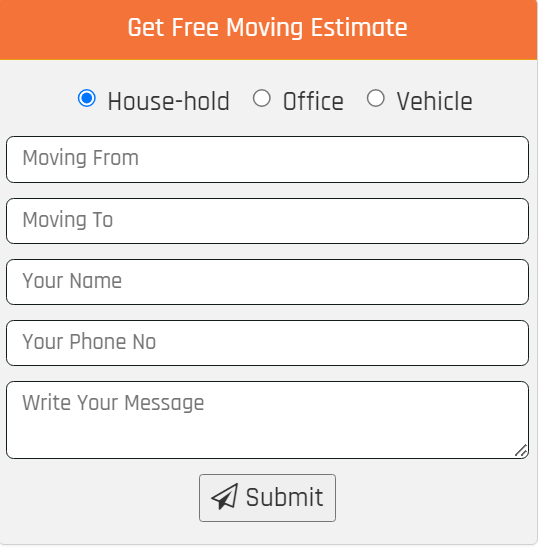 Get Free Moving Estimate
House-hold Office Vehicle
Moving From
Moving To
Your Name
Your Phone No
Write Your Message
Submit